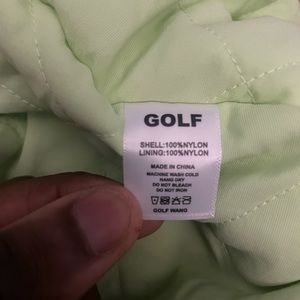 GOLF
SHELL:100%NYLON
LINING:100%NYLON
MADE IN CHINA
MACHINE WASH COLD
HANG DRY
DO NOT BLEACH
DO NOT IRON
GOLF WANG